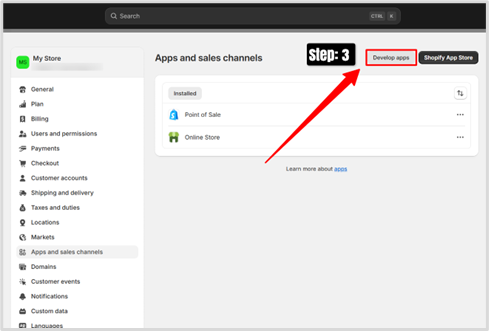 Search
CTRL K
MS
My Store
Apps and sales channels
Step: 3
Develop apps
Shopify App Store
General
Plan
Billing
Users and permissions
Payments
Checkout
Customer accounts
Shipping and delivery
Taxes and duties
Locations
Markets
Apps and sales channels
Domains
Customer events
Notifications
Custom data
Languages
Installed
Point of Sale
Online Store
Learn more about apps